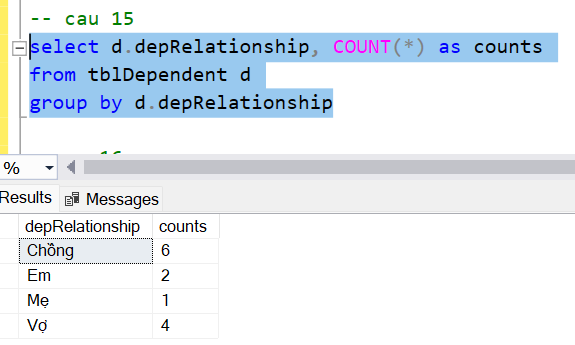 -- cau 15
select d.depRelationship, COUNT(*) as counts
from tblDependent d
group by d.depRelationship
%
Results Messages
depRelationship counts
Chồng 6
Em 2
Mẹ 1
Vợ 4